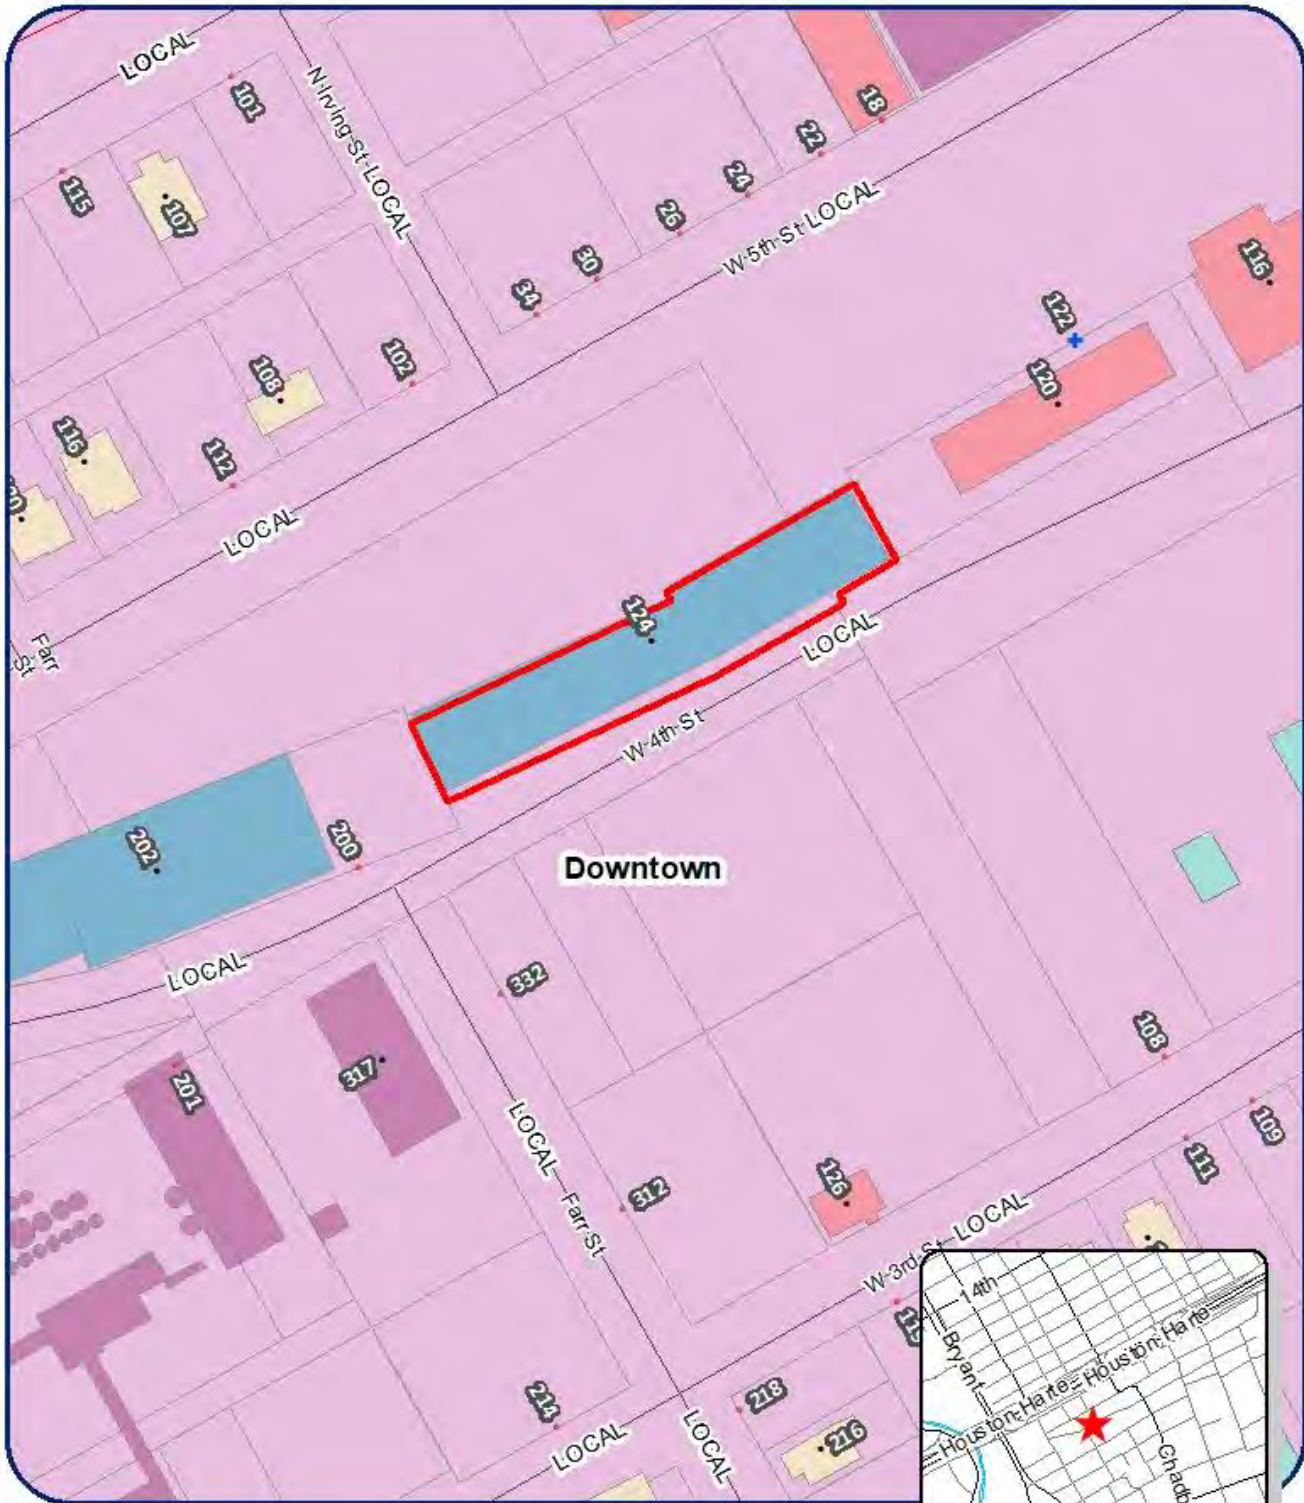 LOCAL
N Irving St LOCAL
101
115
107
18
22
24
26
30
34
W 5th St LOCAL
116
122
120
102
108
116
112
LOCAL
Farr
St
124
LOCAL
W 4th St
202
200
Downtown
LOCAL
332
317
201
LOCAL
Farr St
312
108
109
111
126
W 3rd St LOCAL
214
LOCAL
LOCAL
218
216
14th
Bryant
Houston Harte
Houston Harte